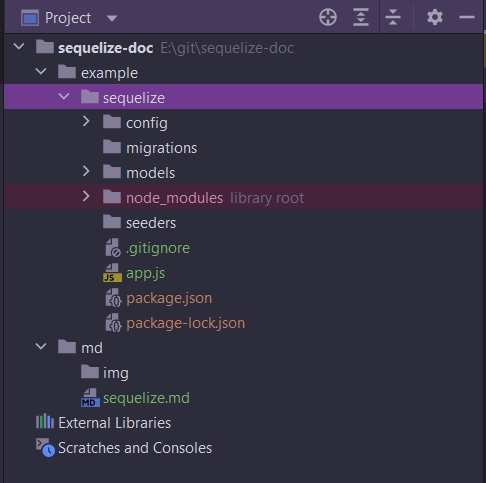 Project
sequelize-doc E:\git\sequelize-doc
example
sequelize
config
migrations
models
node_modules library root
seeders
.gitignore
JS app.js
package.json
package-lock.json
md
img
MD sequelize.md
External Libraries
Scratches and Consoles